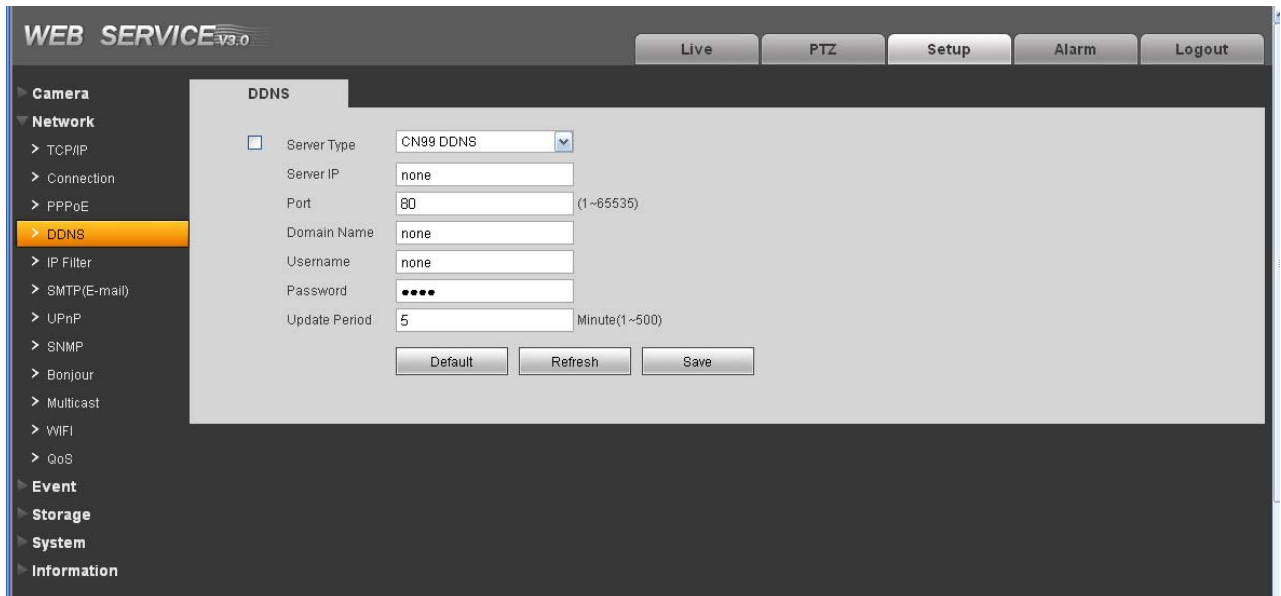 WEB SERVICE V3.0
Live PTZ Setup Alarm Logout
Camera
Network
> TCP/IP
> Connection
> PPPoE
> DDNS
> IP Filter
> SMTP(E-mail)
> UPnP
> SNMP
> Bonjour
> Multicast
> WIFI
> QoS
Event
Storage
System
Information
DDNS
Server Type CN99 DDNS
Server IP none
Port 80 (1~65535)
Domain Name none
Username none
Password ●●●●
Update Period 5 Minute(1~500)
Default Refresh Save